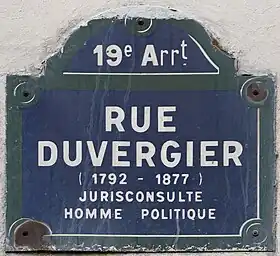 19e Arrt
RUE
DUVERGIER
( 1792 - 1877 )
JURISCONSULTE
HOMME POLITIQUE